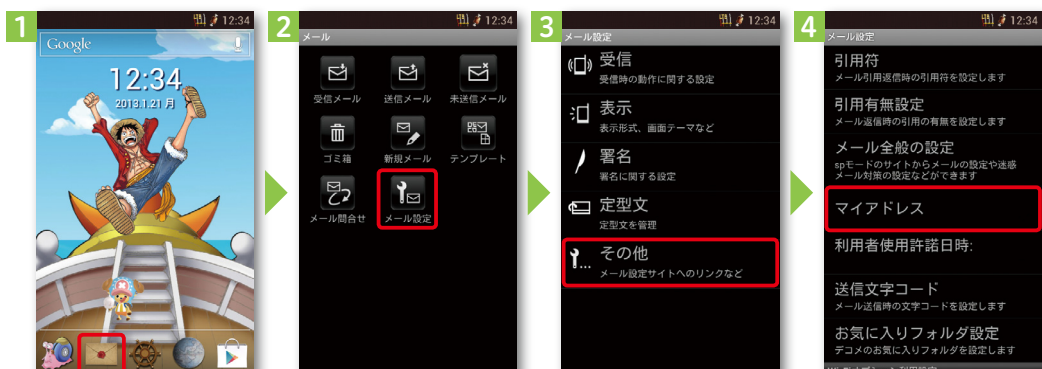 1
12:34
Google
12:34
2013.1.21 月
2
12:34
メール
受信メール
送信メール
未送信メール
ゴミ箱
新規メール
テンプレート
メール問合せ
メール設定
3
12:34
メール設定
受信
受信時の動作に関する設定
表示
表示形式、画面テーマなど
署名
署名に関する設定
定型文
定型文を管理
その他
メール設定サイトへのリンクなど
4
12:34
メール設定
引用符
メール引用返信時の引用符を設定します
引用有無設定
メール返信時の引用の有無を設定します
メール全般の設定
spモードのサイトからメールの設定や迷惑
メール対策の設定などができます
マイアドレス
利用者使用許諾日時:
送信文字コード
メール送信時の文字コードを設定します
お気に入りフォルダ設定
デコメのお気に入りフォルダを設定します